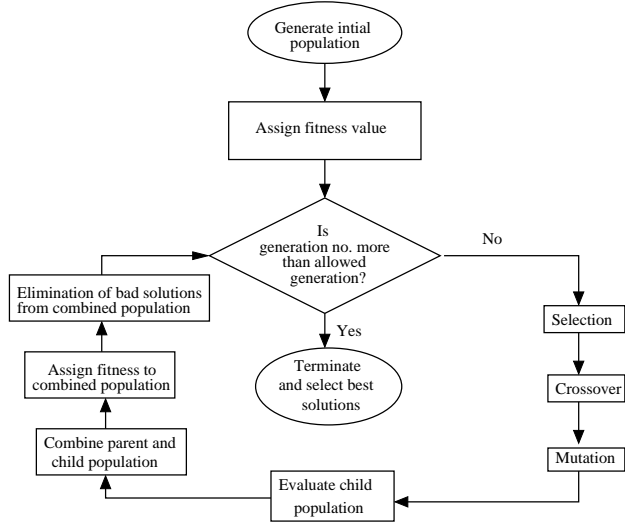 Generate intial
population
Assign fitness value
Is
generation no. more
than allowed
generation?
No
Yes
Terminate
and select best
solutions
Selection
Crossover
Mutation
Evaluate child
population
Combine parent and
child population
Assign fitness to
combined population
Elimination of bad solutions
from combined population